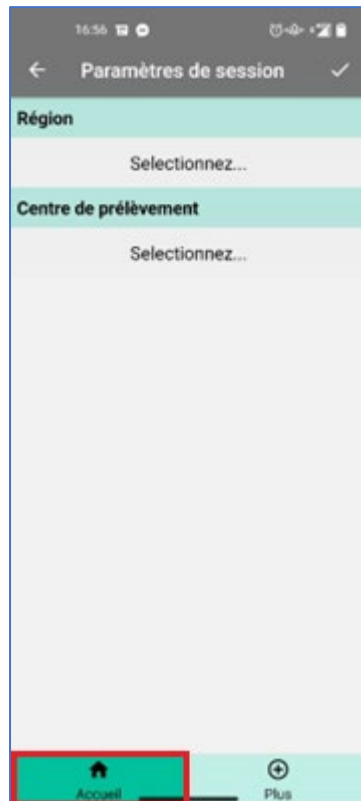 16:56
Paramètres de session
Région
Selectionnez...
Centre de prélèvement
Selectionnez...
Accueil
Plus